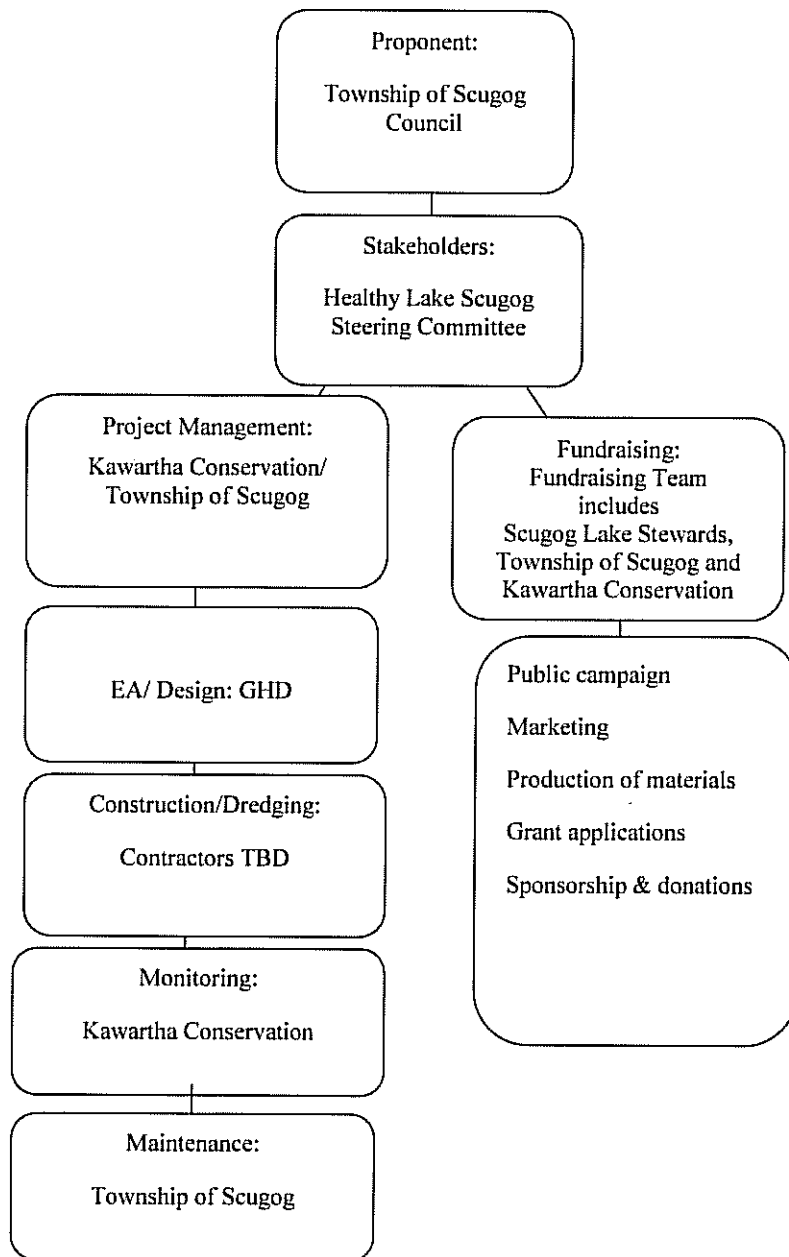 Proponent:
Township of Scugog
Council
Stakeholders:
Healthy Lake Scugog
Steering Committee
Project Management:
Kawartha Conservation/
Township of Scugog
EA/ Design: GHD
Construction/Dredging:
Contractors TBD
Monitoring:
Kawartha Conservation
Maintenance:
Township of Scugog
Fundraising:
Fundraising Team
includes
Scugog Lake Stewards,
Township of Scugog and
Kawartha Conservation
Public campaign
Marketing
Production of materials
Grant applications
Sponsorship & donations